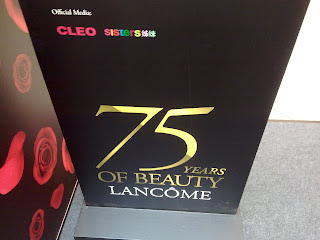 Official Media:
CLEO sisters姊妹
75
YEARS
OF BEAUTY
LANCÔME